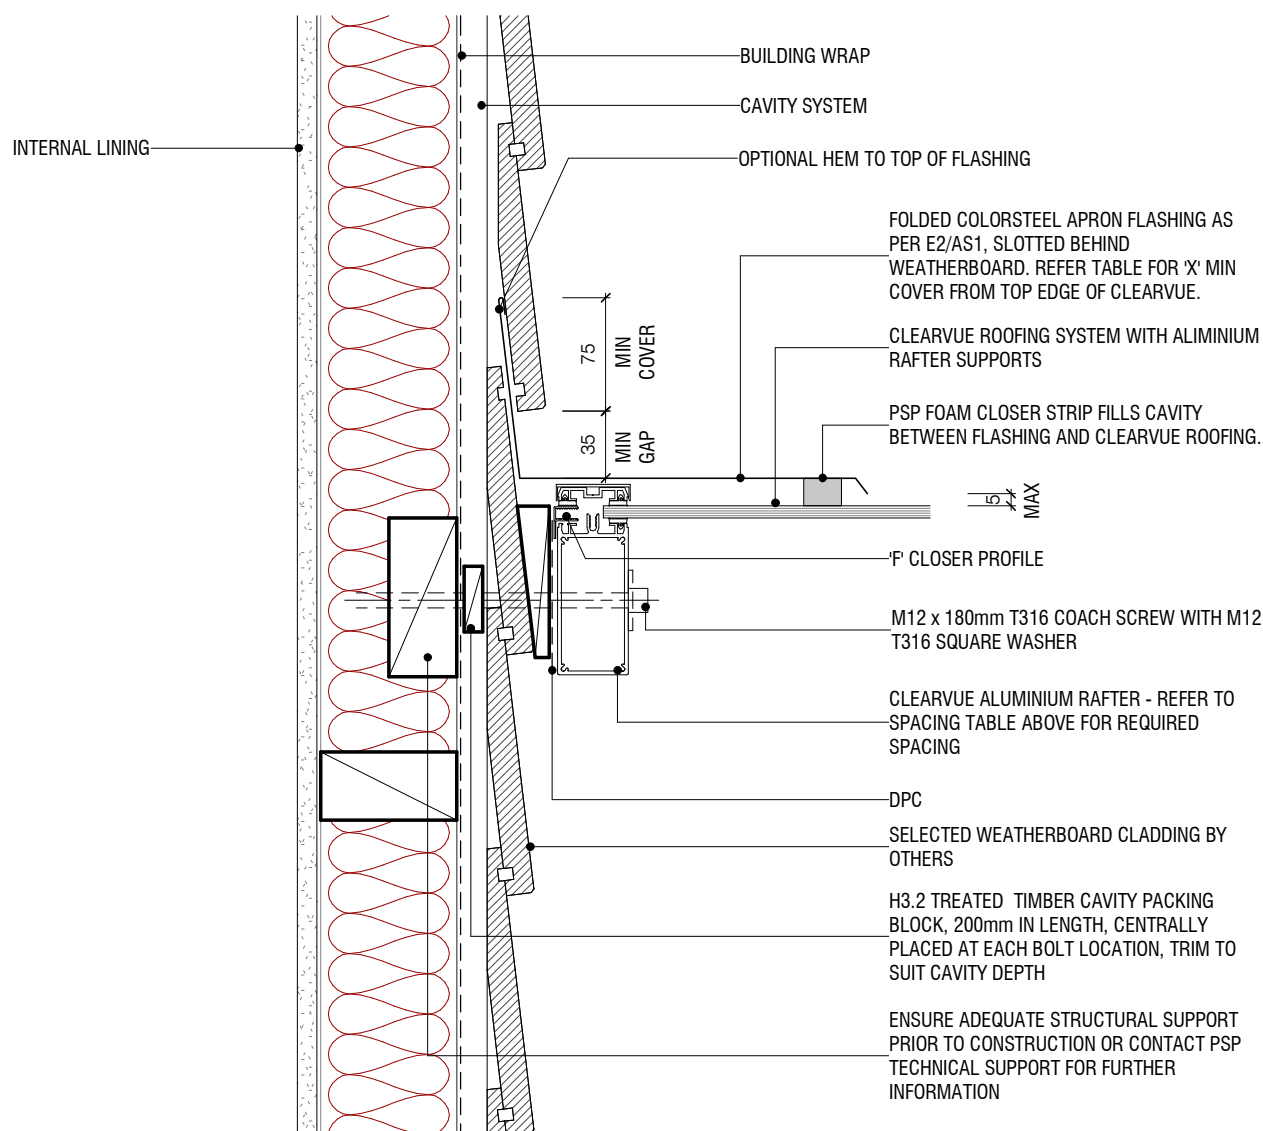 BUILDING WRAP
CAVITY SYSTEM
INTERNAL LINING
OPTIONAL HEM TO TOP OF FLASHING
FOLDED COLORSTEEL APRON FLASHING AS
PER E2/AS1, SLOTTED BEHIND
WEATHERBOARD. REFER TABLE FOR 'X' MIN
COVER FROM TOP EDGE OF CLEARVUE.
75
MIN
COVER
CLEARVUE ROOFING SYSTEM WITH ALIMINIUM
RAFTER SUPPORTS
35
MIN
GAP
PSP FOAM CLOSER STRIP FILLS CAVITY
BETWEEN FLASHING AND CLEARVUE ROOFING.
5
MAX
'F' CLOSER PROFILE
M12 x 180mm T316 COACH SCREW WITH M12
T316 SQUARE WASHER
CLEARVUE ALUMINIUM RAFTER - REFER TO
SPACING TABLE ABOVE FOR REQUIRED
SPACING
DPC
SELECTED WEATHERBOARD CLADDING BY
OTHERS
H3.2 TREATED TIMBER CAVITY PACKING
BLOCK, 200mm IN LENGTH, CENTRALLY
PLACED AT EACH BOLT LOCATION, TRIM TO
SUIT CAVITY DEPTH
ENSURE ADEQUATE STRUCTURAL SUPPORT
PRIOR TO CONSTRUCTION OR CONTACT PSP
TECHNICAL SUPPORT FOR FURTHER
INFORMATION